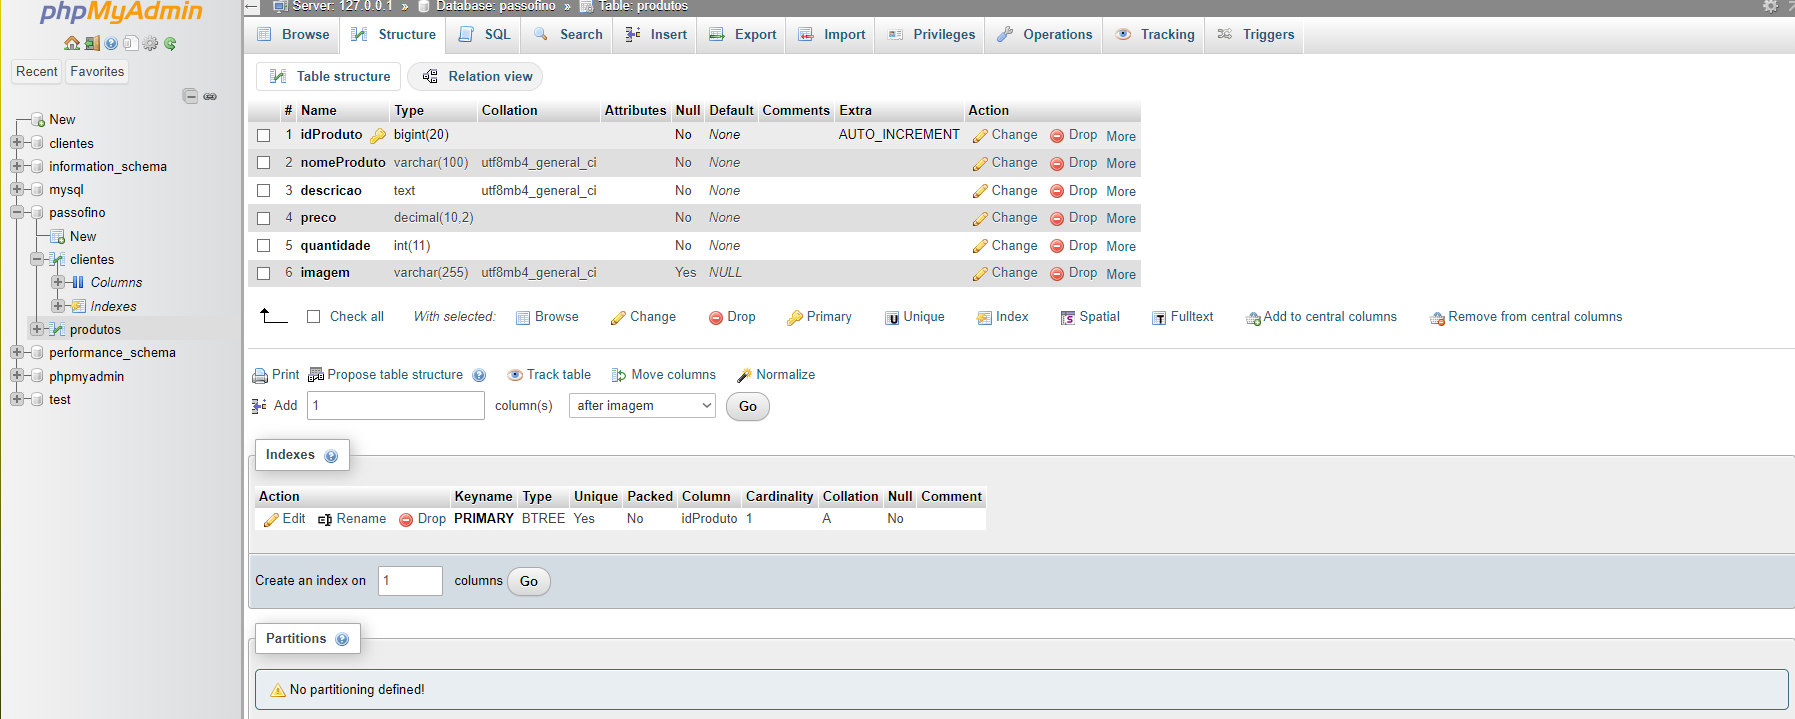 phpMyAdmin
Recent Favorites
New
clientes
information_schema
mysql
passofino
New
clientes
Columns
Indexes
produtos
performance_schema
phpmyadmin
test
Server: 127.0.0.1 » Database: passofino » Table: produtos
Browse Structure SQL Search Insert Export Import Privileges Operations Tracking Triggers
Table structure Relation view
# Name Type Collation Attributes Null Default Comments Extra Action
1 idProduto bigint(20) No None AUTO_INCREMENT Change Drop More
2 nomeProduto varchar(100) utf8mb4_general_ci No None Change Drop More
3 descricao text utf8mb4_general_ci No None Change Drop More
4 preco decimal(10,2) No None Change Drop More
5 quantidade int(11) No None Change Drop More
6 imagem varchar(255) utf8mb4_general_ci Yes NULL Change Drop More
Check all With selected: Browse Change Drop Primary Unique Index Spatial Fulltext Add to central columns Remove from central columns
Print Propose table structure Track table Move columns Normalize
Add 1 column(s) after imagem Go
Indexes
Action Keyname Type Unique Packed Column Cardinality Collation Null Comment
Edit Rename Drop PRIMARY BTREE Yes No idProduto 1 A No
Create an index on 1 columns Go
Partitions
No partitioning defined!